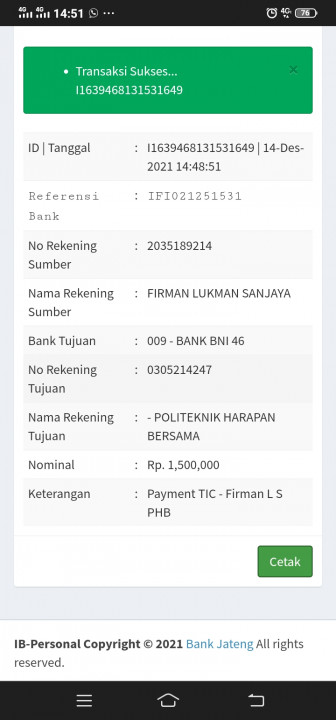 4G 4G 14:51 ... 4G 76
Transaksi Sukses... ×
I1639468131531649
ID | Tanggal : I1639468131531649 | 14-Des-
2021 14:48:51
Referensi : IFI021251531
Bank
No Rekening : 2035189214
Sumber
Nama Rekening : FIRMAN LUKMAN SANJAYA
Sumber
Bank Tujuan : 009 - BANK BNI 46
No Rekening : 0305214247
Tujuan
Nama Rekening : - POLITEKNIK HARAPAN
Tujuan BERSAMA
Nominal : Rp. 1,500,000
Keterangan : Payment TIC - Firman L S
PHB
Cetak
IB-Personal Copyright © 2021 Bank Jateng All rights
reserved.